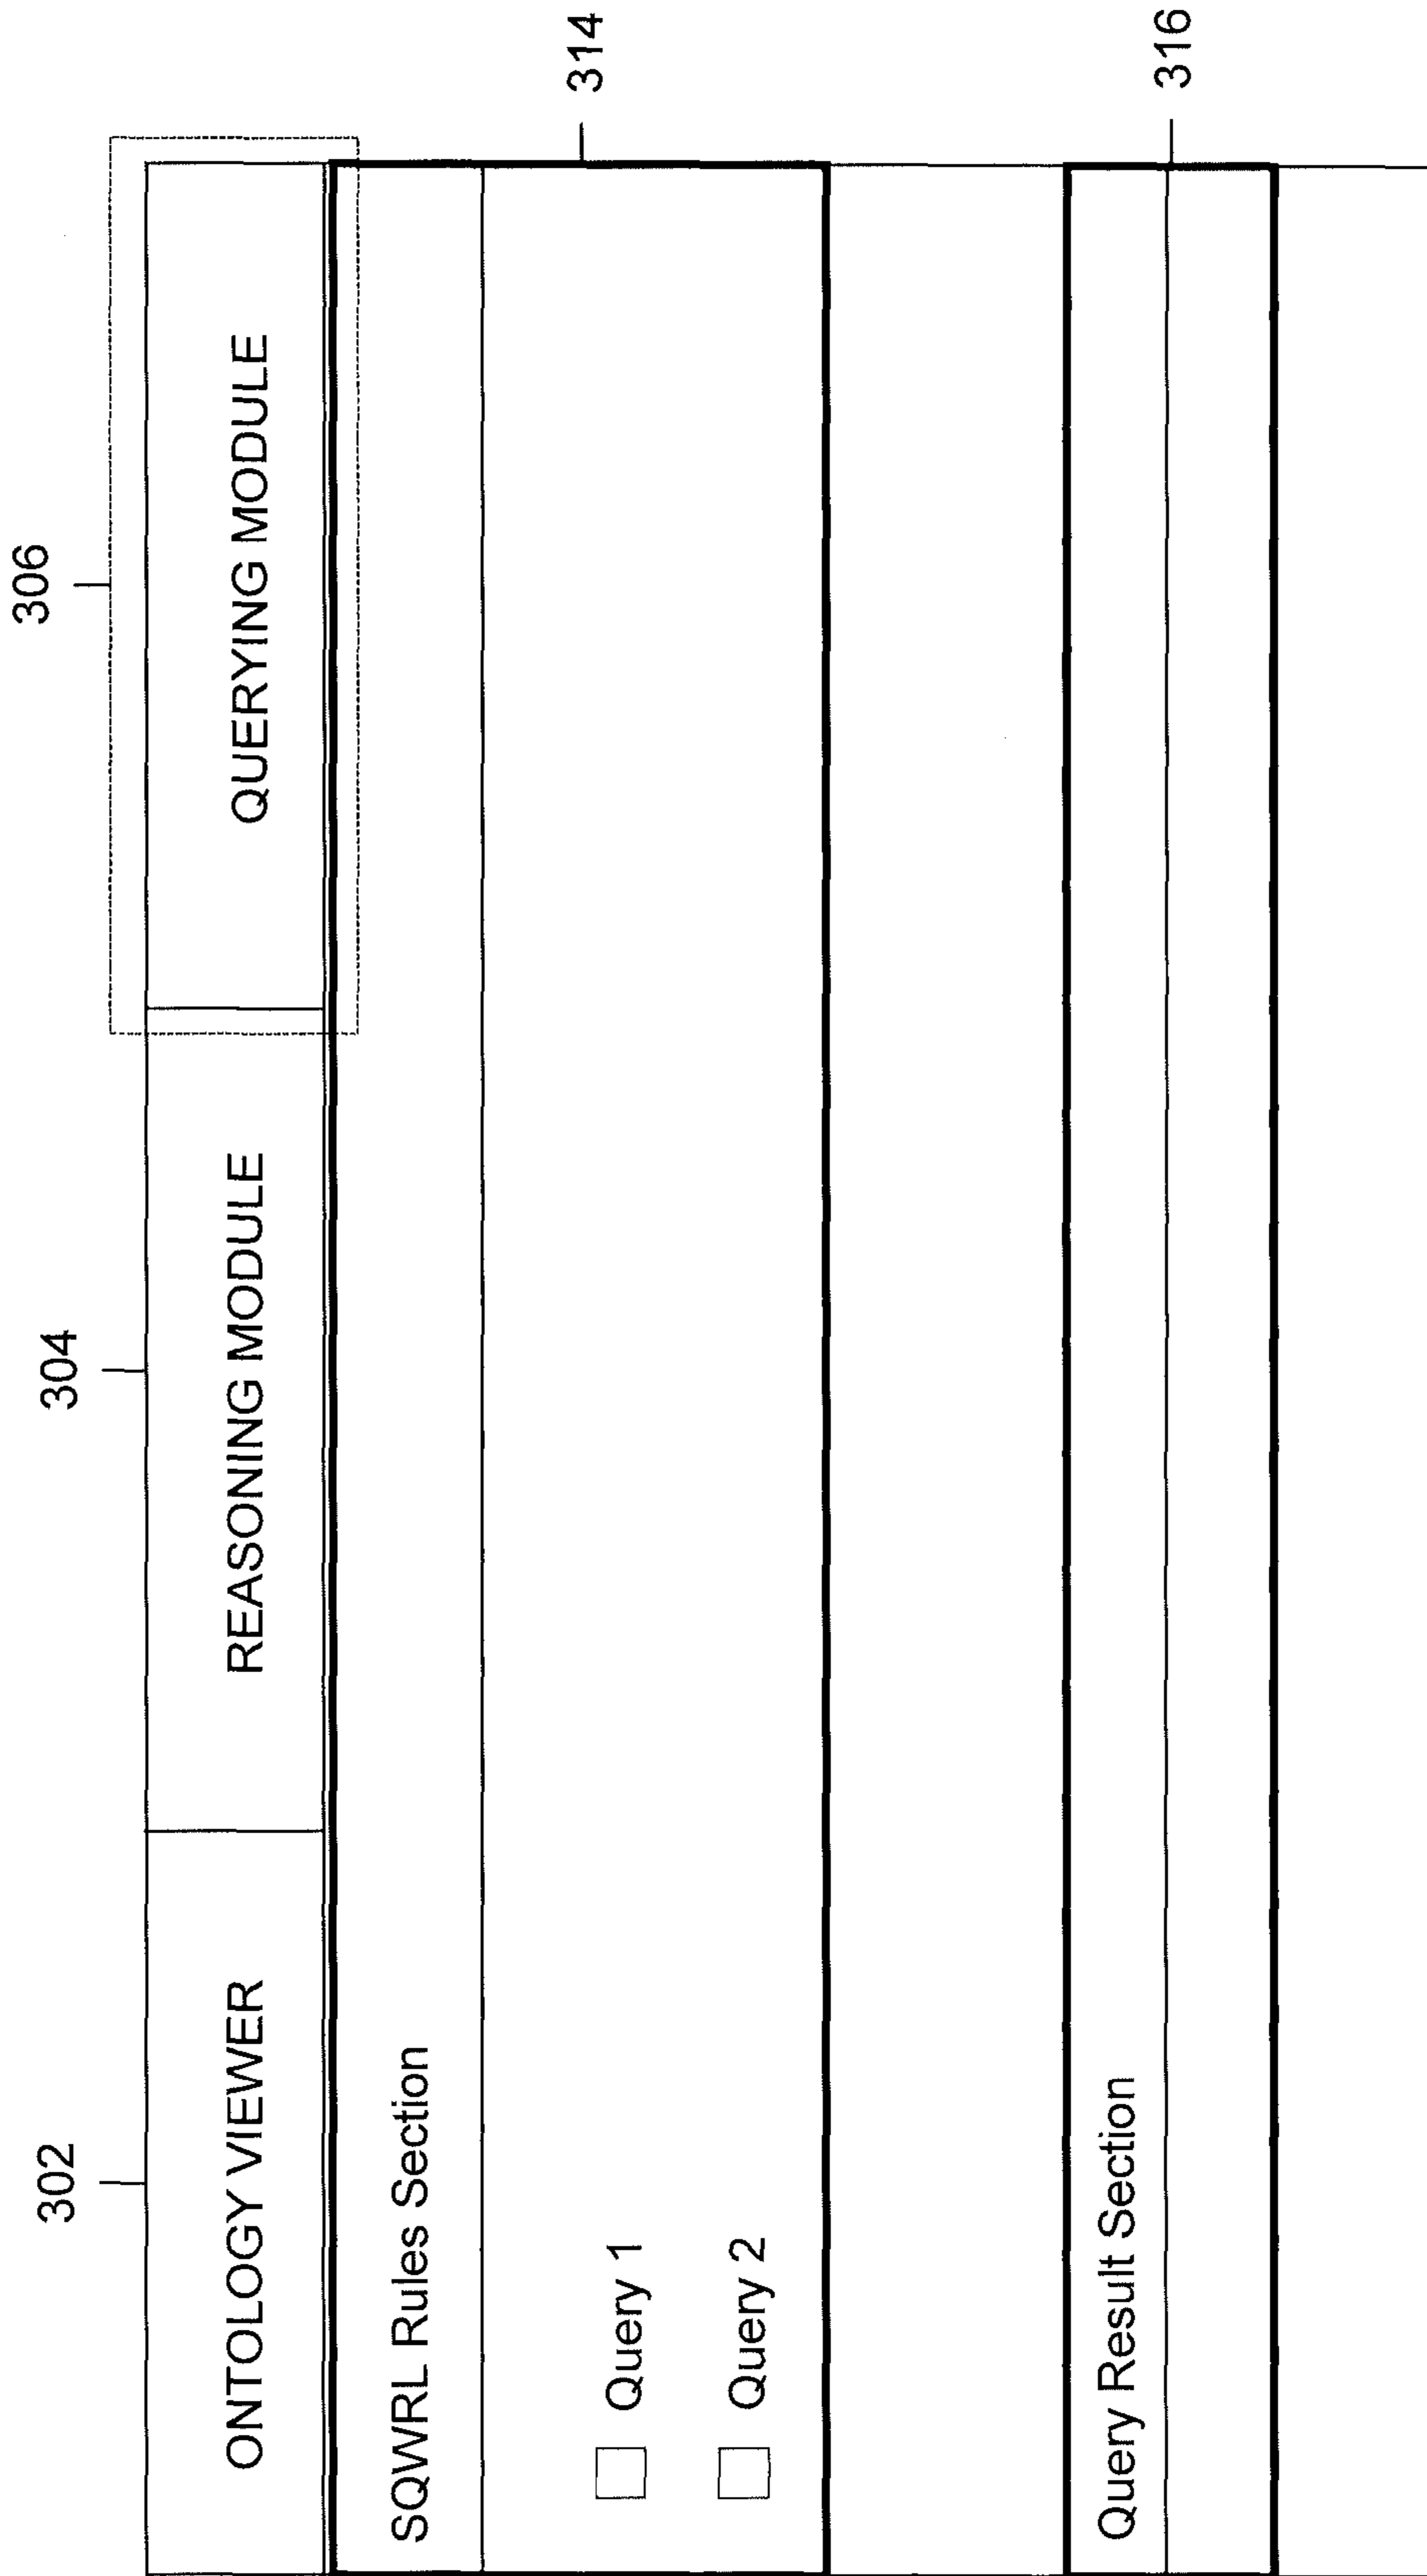 302
304
306
ONTOLOGY VIEWER
REASONING MODULE
QUERYING MODULE
SQWRL Rules Section
Query 1
314
Query 2
Query Result Section
316